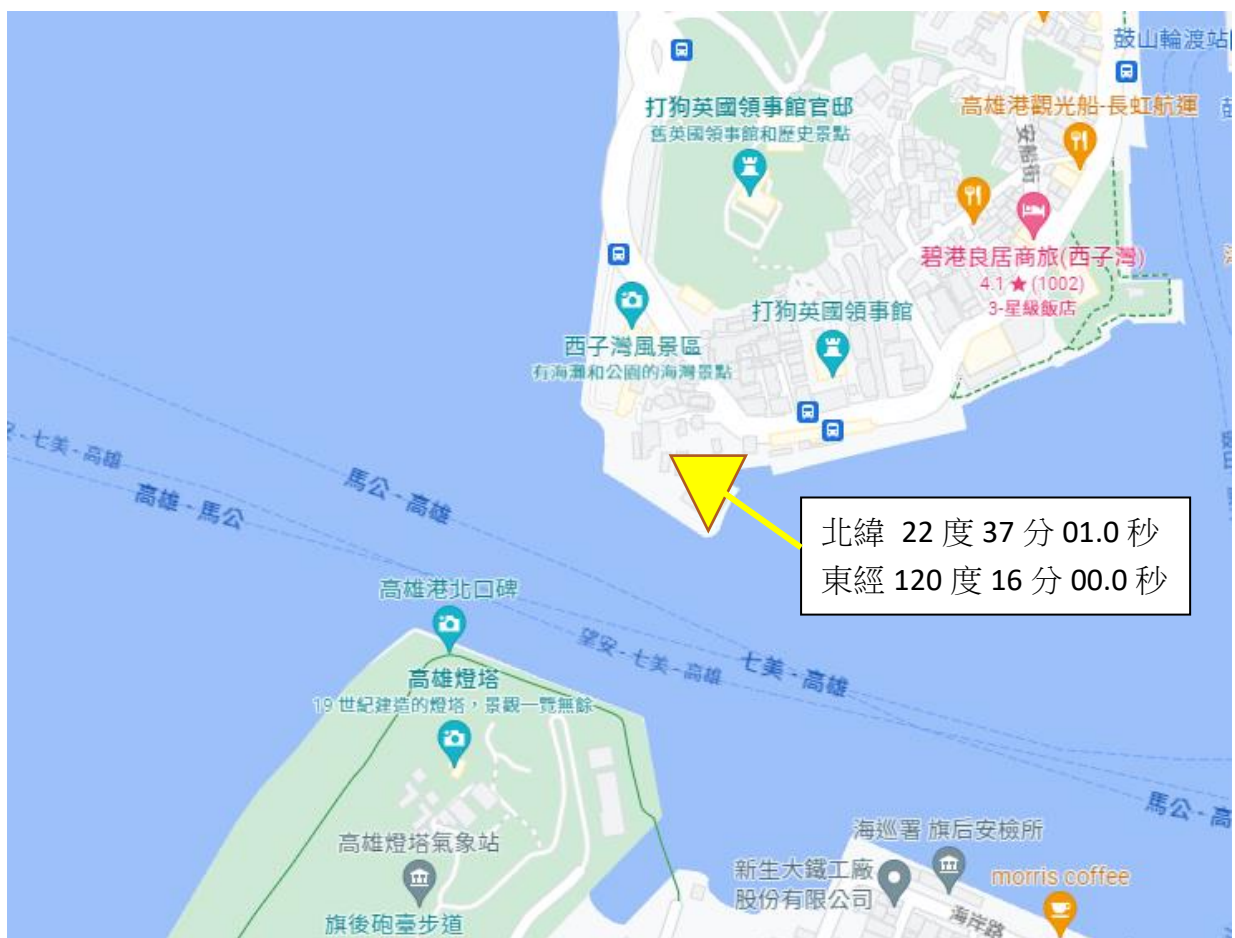 鼓山輪渡站
打狗英國領事館官邸
舊英國領事館和歷史景點
高雄港觀光船-長虹航運
安船街
碧港良居商旅(西子灣)
4.1 ★ (1002)
3-星級飯店
打狗英國領事館
西子灣風景區
有海灘和公園的海灣景點
安-七美-高雄
高雄-馬公
馬公-高雄
北緯 22 度 37 分 01.0 秒
東經 120 度 16 分 00.0 秒
高雄港北口碑
望安-七美-高雄
七美-高雄
高雄燈塔
19 世紀建造的燈塔，景觀一覽無餘
馬公-高
高雄燈塔氣象站
海巡署 旗后安檢所
新生大鐵工廠
股份有限公司
morris coffee
海岸路
旗後砲臺步道